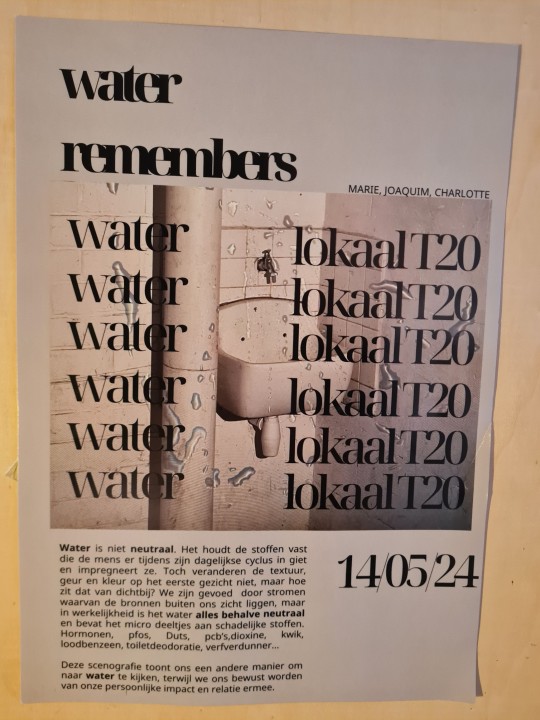 water
remembers
MARIE, JOAQUIM, CHARLOTTE
water lokaal T20
water lokaal T20
water lokaal T20
water lokaal T20
water lokaal T20
water lokaal T20
Water is niet neutraal. Het houdt de stoffen vast
die de mens er tijdens zijn dagelijkse cyclus in giet
en impregneert ze. Toch veranderen de textuur,
geur en kleur op het eerste gezicht niet, maar hoe
zit dat van dichtbij? We zijn gevoed door stromen
waarvan de bronnen buiten ons zicht liggen, maar
in werkelijkheid is het water alles behalve neutraal
en bevat het micro deeltjes aan schadelijke stoffen.
Hormonen, pfos, Duts, pcb's,dioxine, kwik,
loodbenzeen, toiletdeodoratie, verfverdunner...
14/05/24
Deze scenografie toont ons een andere manier om
naar water te kijken, terwijl we ons bewust worden
van onze persponlijke impact en relatie ermee.